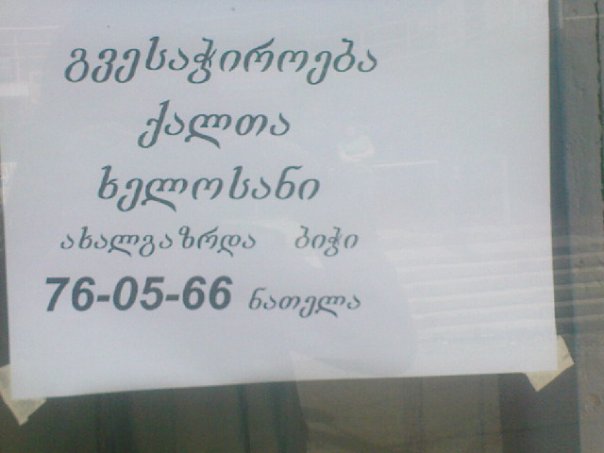 გვესაჭიროება
ქალთა
ხელოსანი
ახალგაზრდა ბიჭი
76-05-66 ნათელა